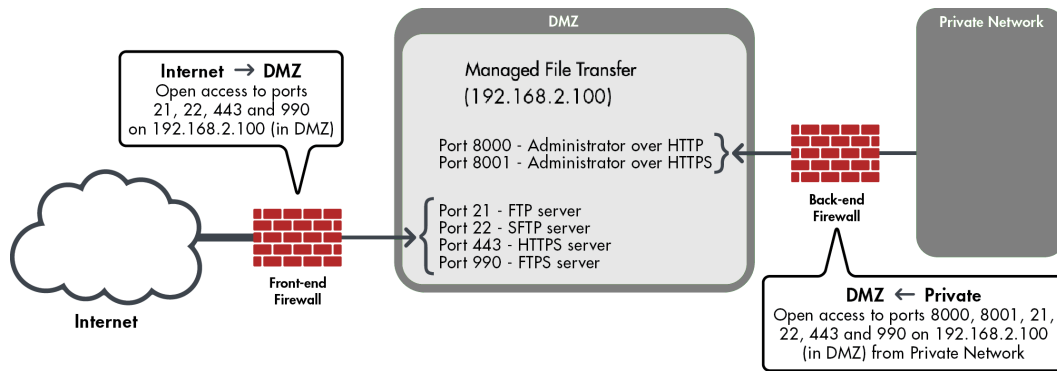 DMZ
Private Network
Internet → DMZ
Open access to ports
21, 22, 443 and 990
on 192.168.2.100 (in DMZ)
Managed File Transfer
(192.168.2.100)
Port 8000 - Administrator over HTTP
Port 8001 - Administrator over HTTPS
Port 21 - FTP server
Port 22 - SFTP server
Port 443 - HTTPS server
Port 990 - FTPS server
Front-end
Firewall
Internet
Back-end
Firewall
DMZ ← Private
Open access to ports 8000, 8001, 21,
22, 443 and 990 on 192.168.2.100
(in DMZ) from Private Network